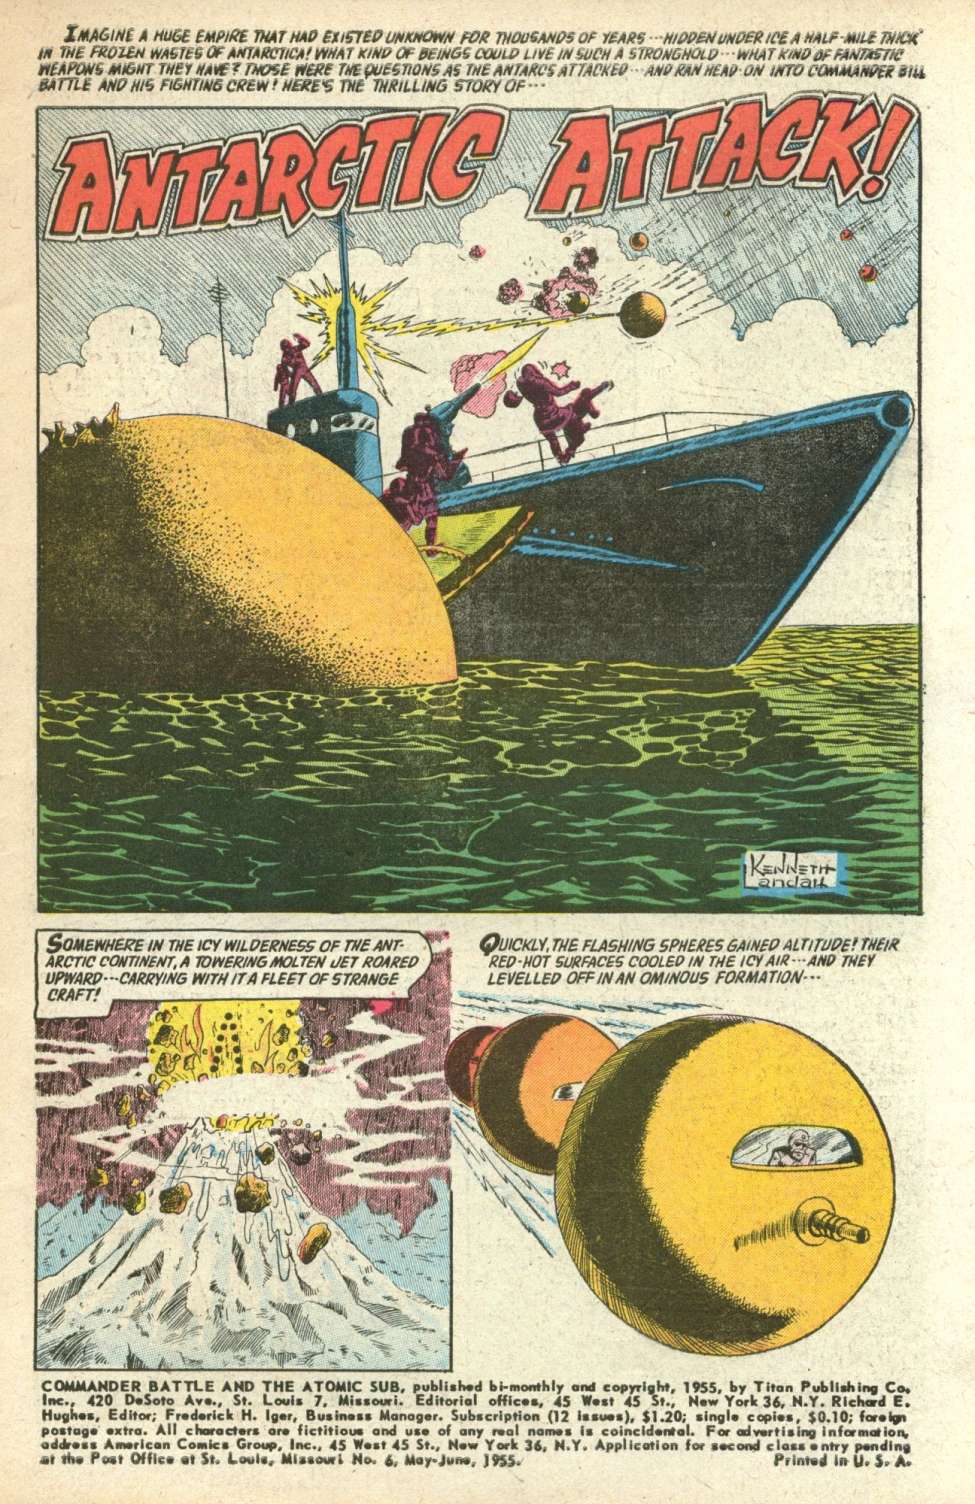 IMAGINE A HUGE EMPIRE THAT HAD EXISTED UNKNOWN FOR THOUSANDS OF YEARS---HIDDEN UNDER ICE A HALF-MILE THICK
IN THE FROZEN WASTES OF ANTARCTICA! WHAT KIND OF BEINGS COULD LIVE IN SUCH A STRONGHOLD---WHAT KIND OF FANTASTIC
WEAPONS MIGHT THEY HAVE? THOSE WERE THE QUESTIONS AS THE ANTARCS ATTACKED---AND RAN HEAD-ON INTO COMMANDER BILL
BATTLE AND HIS FIGHTING CREW! HERE'S THE THRILLING STORY OF---
ANTARCTIC ATTACK!
KENNETH
Landau
SOMEWHERE IN THE ICY WILDERNESS OF THE ANT-
ARCTIC CONTINENT, A TOWERING MOLTEN JET ROARED
UPWARD---CARRYING WITH IT A FLEET OF STRANGE
CRAFT!
QUICKLY, THE FLASHING SPHERES GAINED ALTITUDE! THEIR
RED-HOT SURFACES COOLED IN THE ICY AIR---AND THEY
LEVELLED OFF IN AN OMINOUS FORMATION---
COMMANDER BATTLE AND THE ATOMIC SUB, published bi-monthly and copyright, 1955, by Titan Publishing Co,
Inc., 420 DeSoto Ave., St. Louis 7, Missouri. Editorial offices, 45 West 45 St., New York 36, N.Y. Richard E.
Hughes, Editor; Frederick H. Iger, Business Manager. Subscription (12 issues), $1.20; single copies, $0.10; foreign
postage extra. All characters are fictitious and use of any real names is coincidental. For advertising information,
address American Comics Group, Inc., 45 West 45 St., New York 36, N.Y. Application for second class entry pending
at the Post Office at St. Louis, Missouri No. 6, May-June, 1955. Printed in U. S. A.